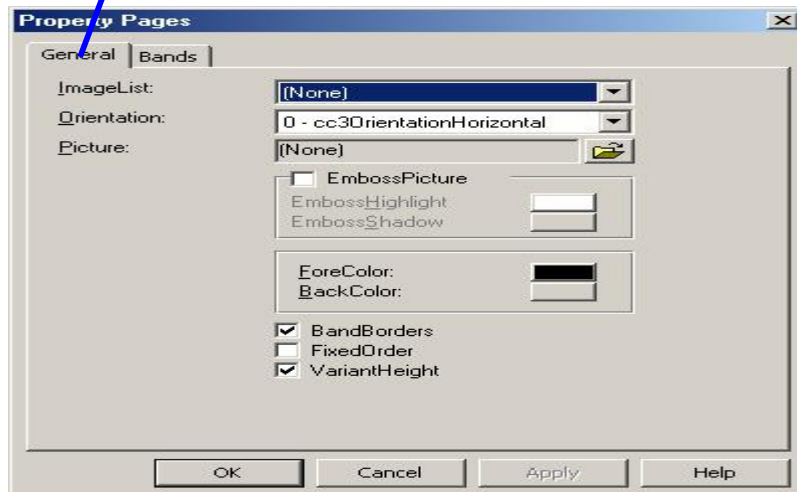 Property Pages
General
Bands
ImageList:
(None)
Orientation:
0 - cc3OrientationHorizontal
Picture:
(None)
EmbossPicture
EmbossHighlight
EmbossShadow
ForeColor:
BackColor:
BandBorders
FixedOrder
VariantHeight
OK
Cancel
Apply
Help